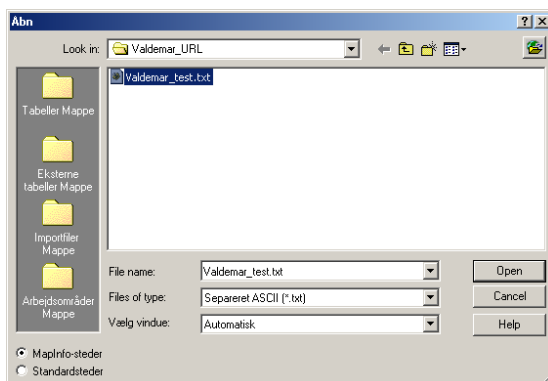 Abn
Look in:
Valdemar_URL
Valdemar_test.txt
Tabeller Mappe
Eksterne
tabeller Mappe
Importfiler
Mappe
Arbejdsområder
Mappe
File name:
Valdemar_test.txt
Open
Files of type:
Separeret ASCII (*.txt)
Cancel
Vælg vindue:
Automatisk
Help
MapInfo-steder
Standardsteder